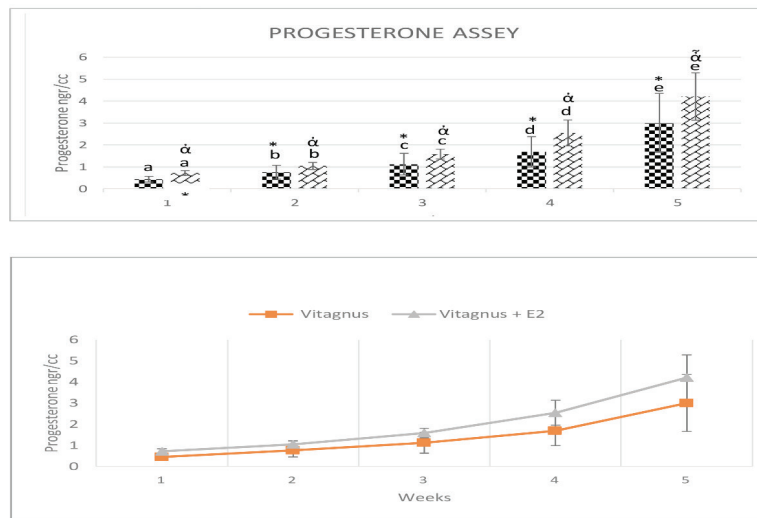 PROGESTERONE ASSEY
Progesterone ngr/cc
6
5
4
3
2
1
0
a
ἀ
a
*
*
b
ἀ
b
*
c
ἀ
c
*
d
ἀ
d
*
e
ἀ
e
1 2 3 4 5
Vitagnus Vitagnus + E2
Progesterone ngr/cc
6
5
4
3
2
1
0
1 2 3 4 5
Weeks